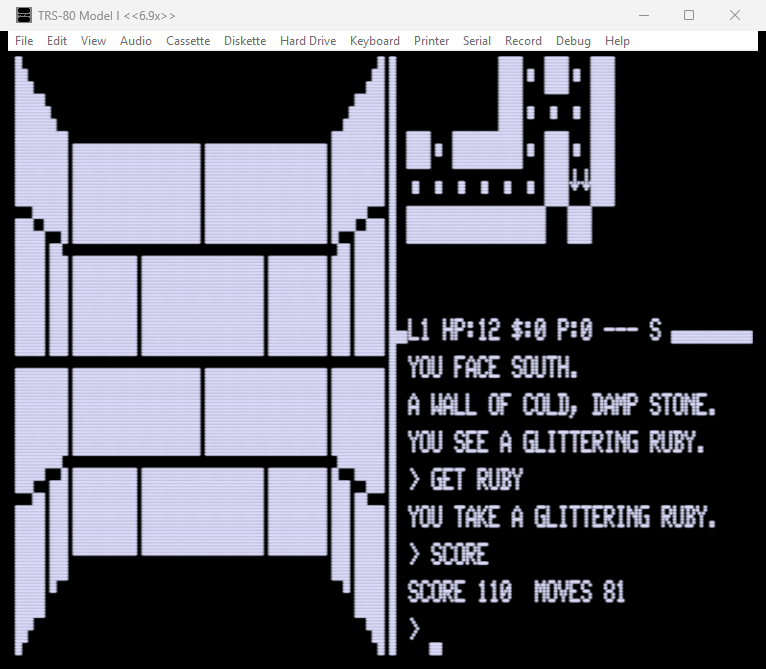 TRS-80 Model I <<6.9x>>
File Edit View Audio Cassette Diskette Hard Drive Keyboard Printer Serial Record Debug Help
L1 HP:12 $:0 P:0 --- S
YOU FACE SOUTH.
A WALL OF COLD, DAMP STONE.
YOU SEE A GLITTERING RUBY.
> GET RUBY
YOU TAKE A GLITTERING RUBY.
> SCORE
SCORE 110 MOVES 81
>